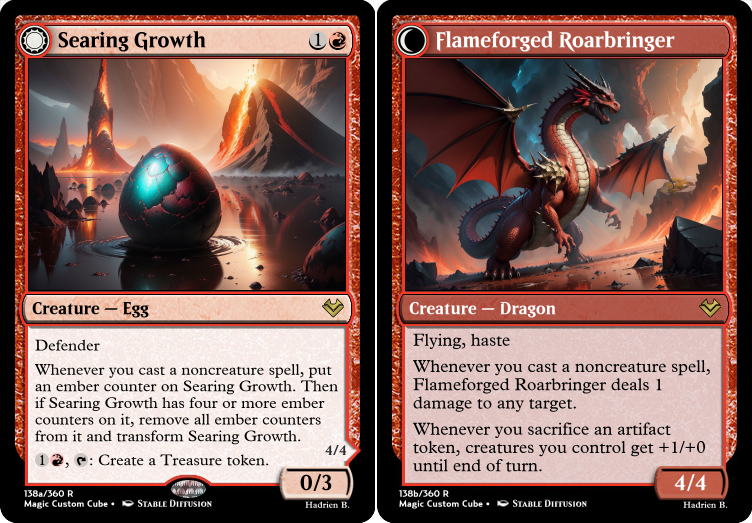 Searing Growth
1
Creature — Egg
Defender
Whenever you cast a noncreature spell, put
an ember counter on Searing Growth. Then
if Searing Growth has four or more ember
counters on it, remove all ember counters
from it and transform Searing Growth.
1 , : Create a Treasure token.
4/4
0/3
138a/360 R
Magic Custom Cube • Stable Diffusion
Hadrien B.
Flameforged Roarbringer
Creature — Dragon
Flying, haste
Whenever you cast a noncreature spell,
Flameforged Roarbringer deals 1
damage to any target.
Whenever you sacrifice an artifact
token, creatures you control get +1/+0
until end of turn.
4/4
138b/360 R
Magic Custom Cube • Stable Diffusion
Hadrien B.